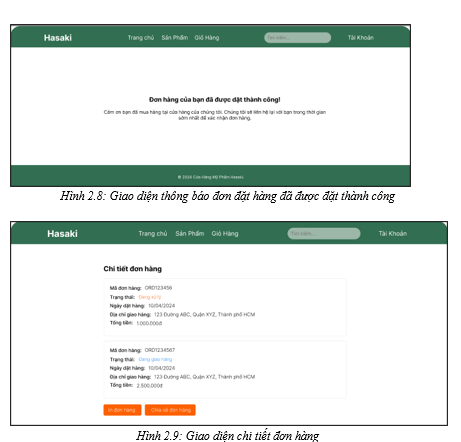 Hasaki Trang chủ Sản Phẩm Giỏ Hàng Tìm kiếm... Tài Khoản
Đơn hàng của bạn đã được đặt thành công!
Cảm ơn bạn đã mua hàng tại cửa hàng của chúng tôi. Chúng tôi sẽ liên hệ lại với bạn trong thời gian
sớm nhất để xác nhận đơn hàng.
© 2024 Cửa Hàng Mỹ Phẩm Hasaki.
Hình 2.8: Giao diện thông báo đơn đặt hàng đã được đặt thành công
Hasaki Trang chủ Sản Phẩm Giỏ Hàng Tìm kiếm... Tài Khoản
Chi tiết đơn hàng
Mã đơn hàng: ORD123456
Trạng thái: Đang xử lý
Ngày đặt hàng: 10/04/2024
Địa chỉ giao hàng: 123 Đường ABC, Quận XYZ, Thành phố HCM
Tổng tiền: 1.000.000đ
Mã đơn hàng: ORD1234567
Trạng thái: Đang giao hàng
Ngày đặt hàng: 10/04/2024
Địa chỉ giao hàng: 123 Đường ABC, Quận XYZ, Thành phố HCM
Tổng tiền: 2.500.000đ
In đơn hàng Chia sẻ đơn hàng
Hình 2.9: Giao diện chi tiết đơn hàng